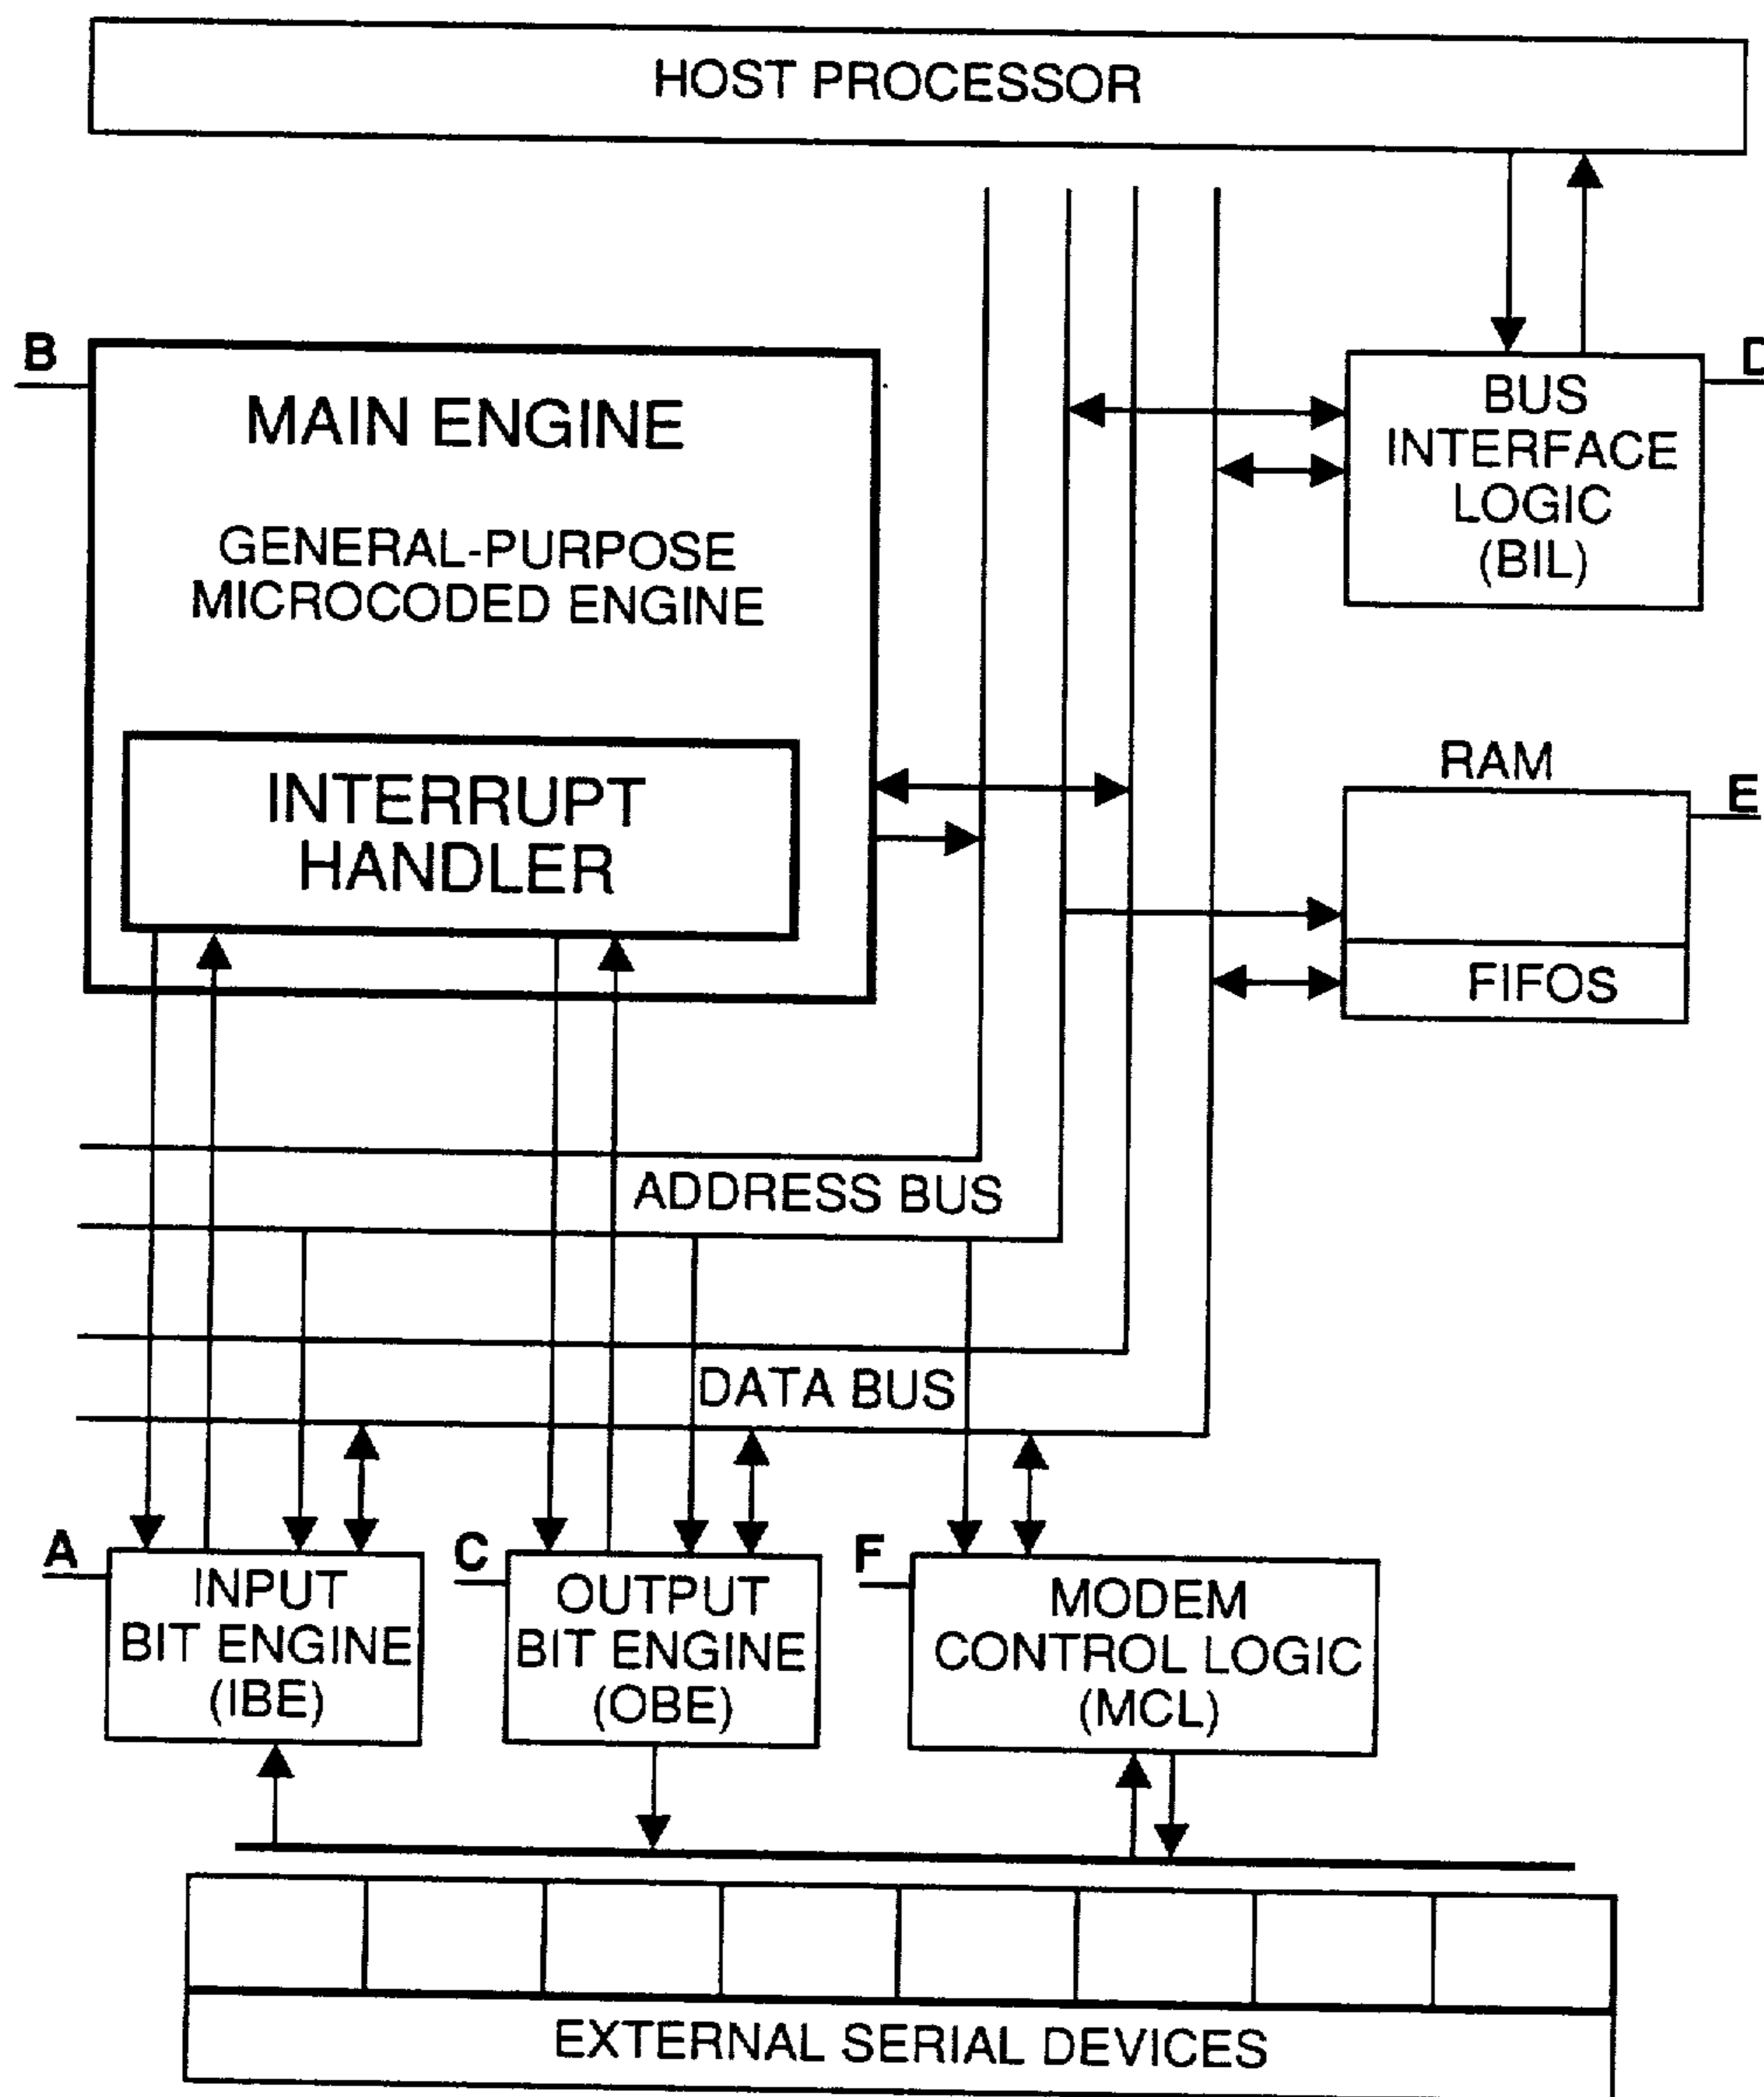 HOST PROCESSOR
B
MAIN ENGINE
GENERAL-PURPOSE
MICROCODED ENGINE
INTERRUPT
HANDLER
D
BUS
INTERFACE
LOGIC
(BIL)
RAM
E
FIFOS
ADDRESS BUS
DATA BUS
A
INPUT
BIT ENGINE
(IBE)
C
OUTPUT
BIT ENGINE
(OBE)
F
MODEM
CONTROL LOGIC
(MCL)
EXTERNAL SERIAL DEVICES